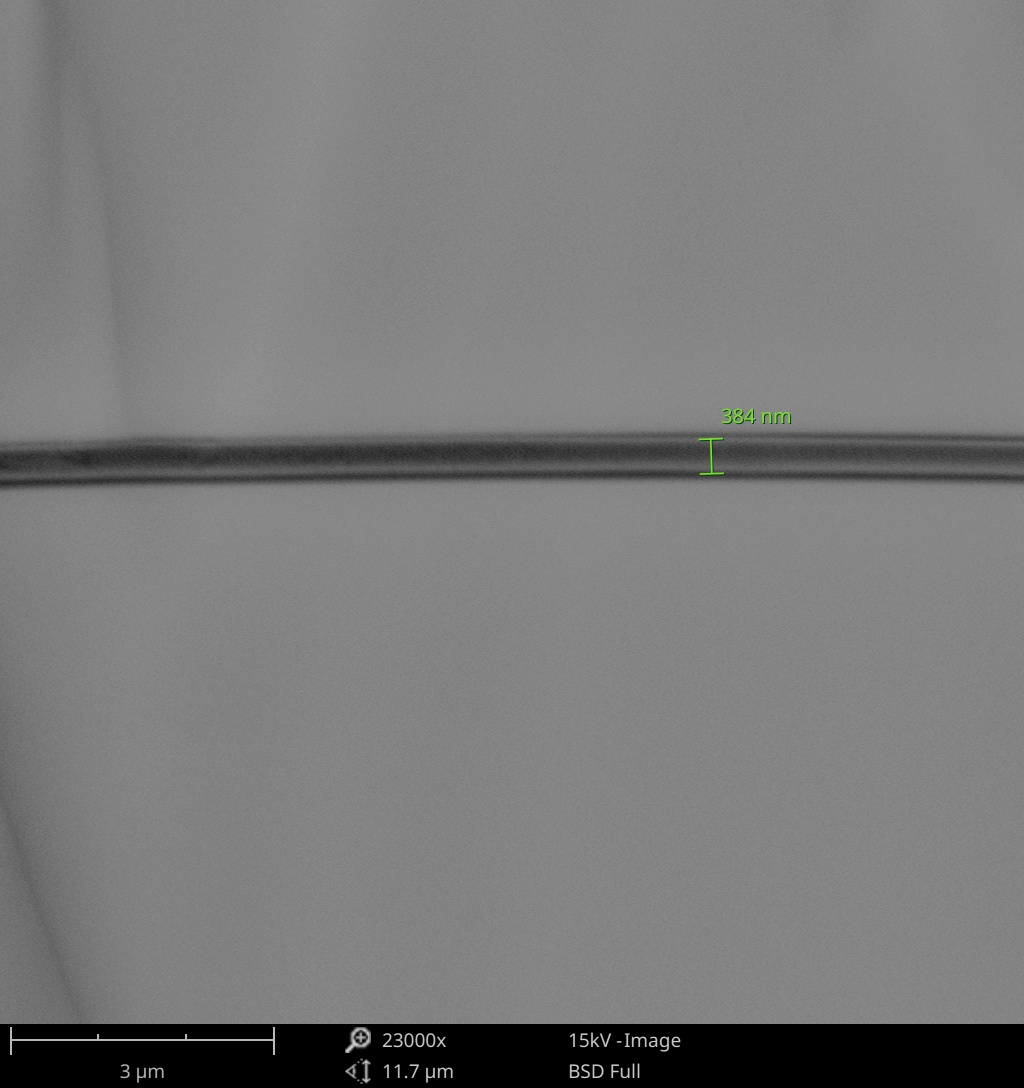 384 nm
3 µm
23000x
11.7 µm
15kV -Image
BSD Full